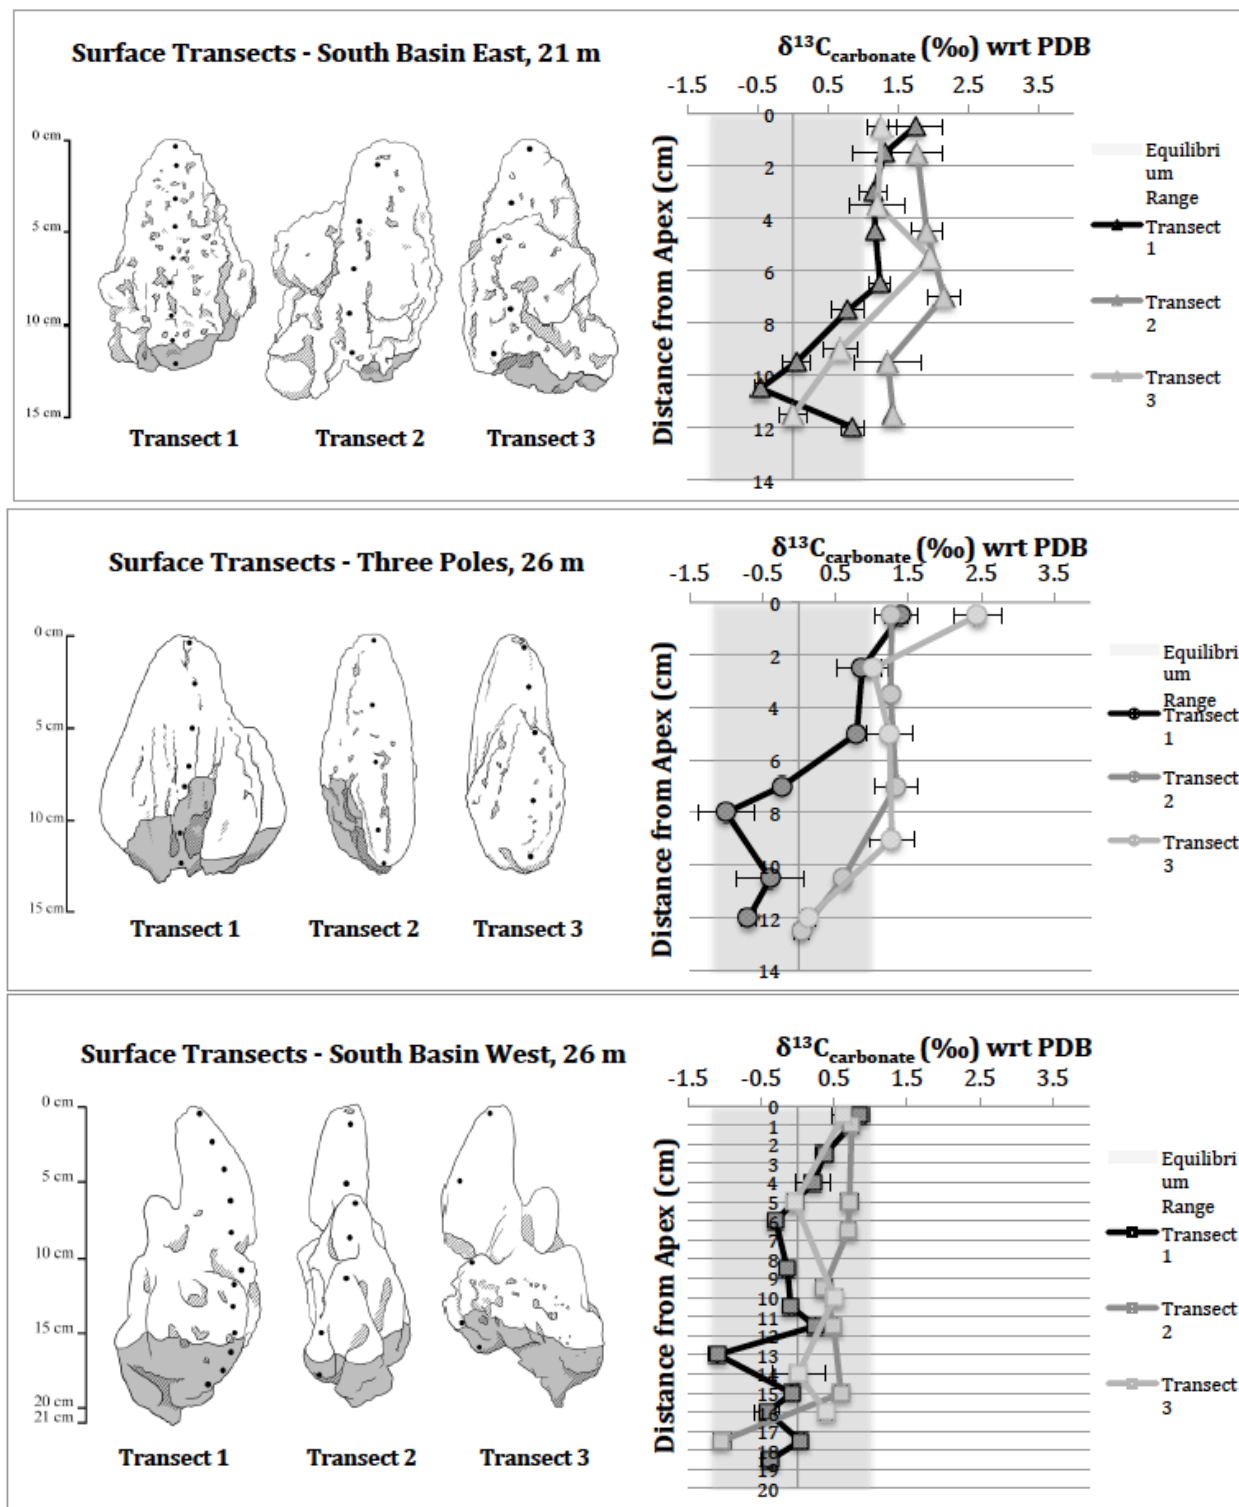 Surface Transects - South Basin East, 21 m
0 cm
5 cm
10 cm
15 cm
Transect 1
Transect 2
Transect 3
δ¹³Ccarbonate (‰) wrt PDB
-1.5 -0.5 0.5 1.5 2.5 3.5
Distance from Apex (cm)
0
2
4
6
8
10
12
14
Equilibri
um
Range
Transect
1
Transect
2
Transect
3
Surface Transects - Three Poles, 26 m
0 cm
5 cm
10 cm
15 cm
Transect 1
Transect 2
Transect 3
δ¹³Ccarbonate (‰) wrt PDB
-1.5 -0.5 0.5 1.5 2.5 3.5
Distance from Apex (cm)
0
2
4
6
8
10
12
14
Equilibri
um
Range
Transect
1
Transect
2
Transect
3
Surface Transects - South Basin West, 26 m
0 cm
5 cm
10 cm
15 cm
20 cm
21 cm
Transect 1
Transect 2
Transect 3
δ¹³Ccarbonate (‰) wrt PDB
-1.5 -0.5 0.5 1.5 2.5 3.5
Distance from Apex (cm)
0
1
2
3
4
5
6
7
8
9
10
11
12
13
14
15
16
17
18
19
20
Equilibri
um
Range
Transect
1
Transect
2
Transect
3